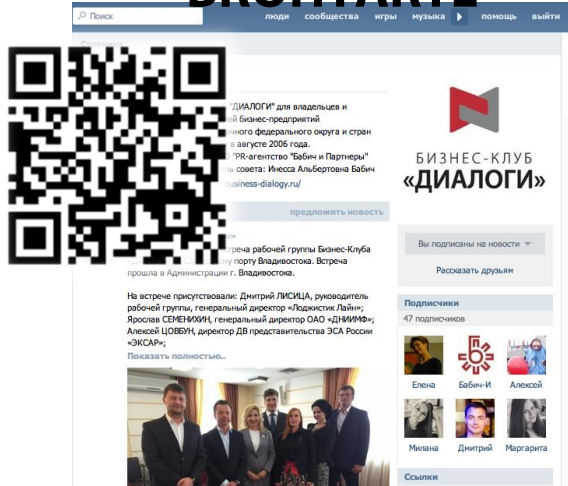 ВКОНТАКТЕ
Поиск
люди сообщества игры музыка помощь выйти
"ДИАЛОГИ" для владельцев и
бизнес-предприятий
федерального округа и стран
в августе 2006 года.
"PR-агентство "Бабич и Партнеры"
совета: Инесса Альбертовна Бабич
business-dialogy.ru/
предложить новость
рабочей группы Бизнес-Клуба
порту Владивостока. Встреча
прошла в Администрации г. Владивостока.
На встрече присутствовали: Дмитрий ЛИСИЦА, руководитель
рабочей группы, генеральный директор «Лоджистик Лайн»;
Ярослав СЕМЕНИХИН, генеральный директор ОАО «ДНИИМФ»;
Алексей ЦОВБУН, директор ДВ представительства ЭСА России
«ЭКСАР»;
Показать полностью..
БИЗНЕС-КЛУБ
«ДИАЛОГИ»
Вы подписаны на новости
Рассказать друзьям
Подписчики
47 подписчиков
Елена Бабич-И Алексей
Милана Дмитрий Маргарита
Ссылки